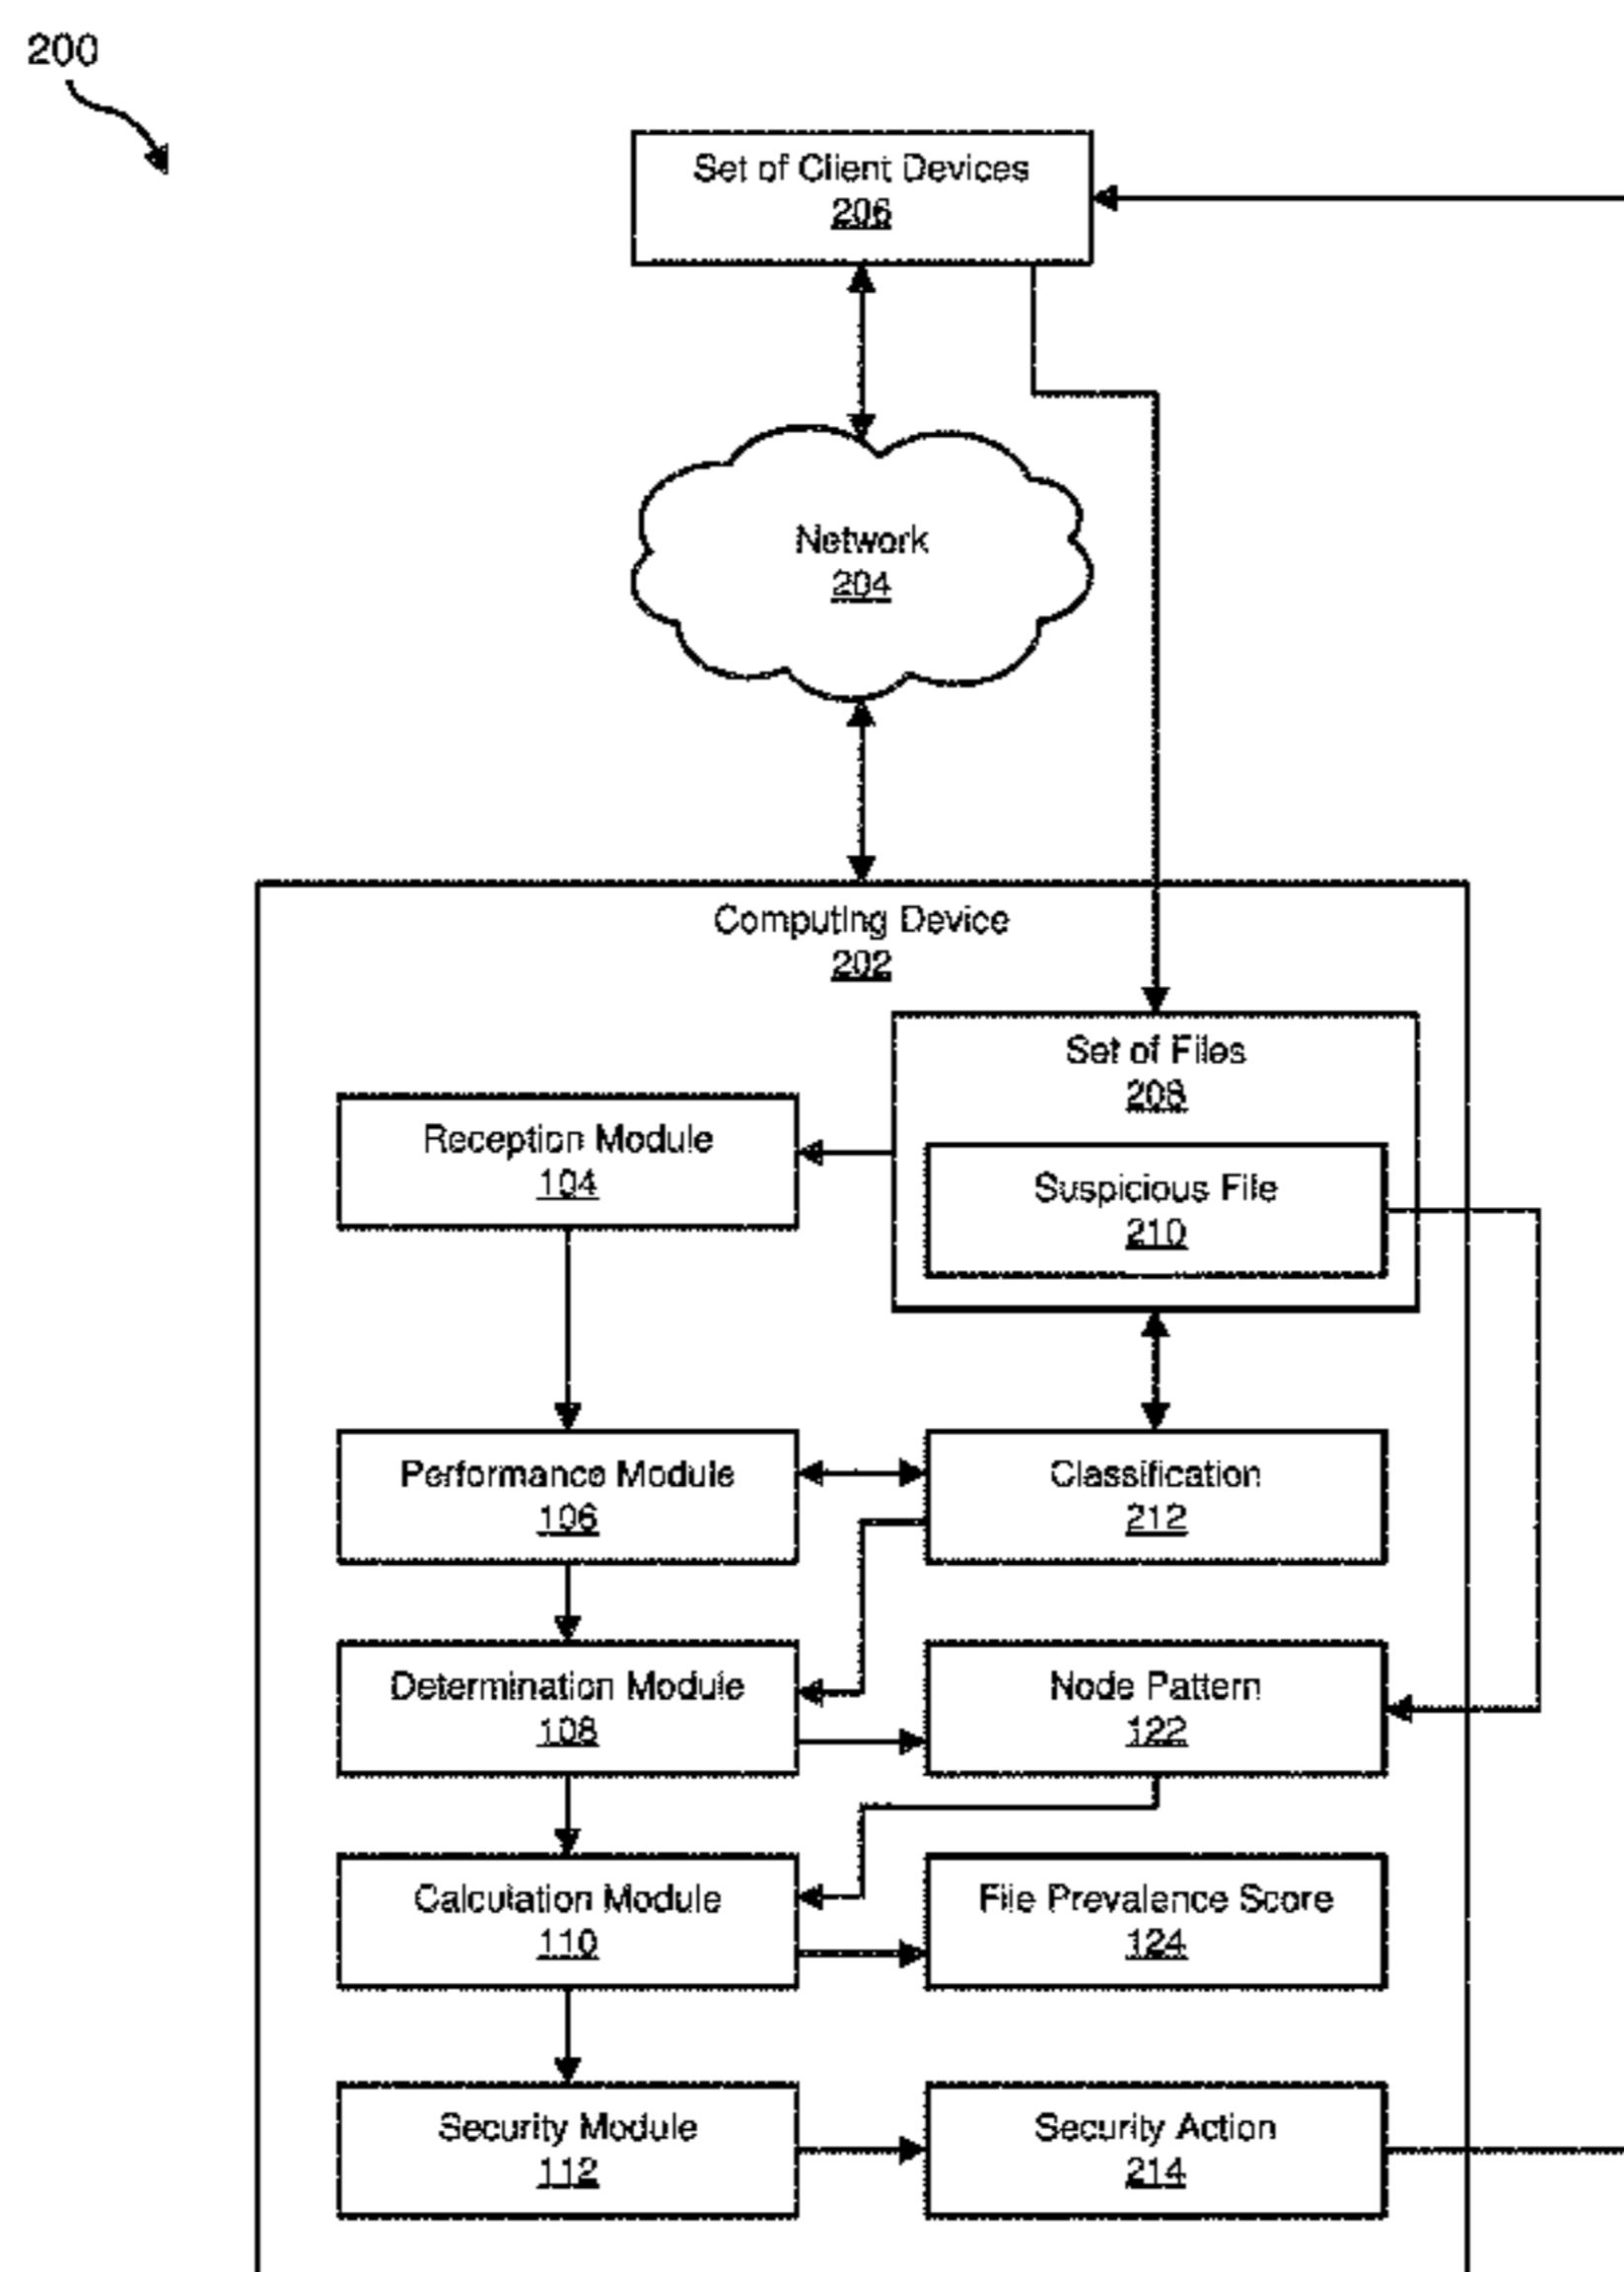 200
Set of Client Devices
206
Network
204
Computing Device
202
Set of Files
208
Reception Module
104
Suspicious File
210
Performance Module
106
Classification
212
Determination Module
108
Node Pattern
122
Calculation Module
110
File Prevalence Score
124
Security Module
112
Security Action
214